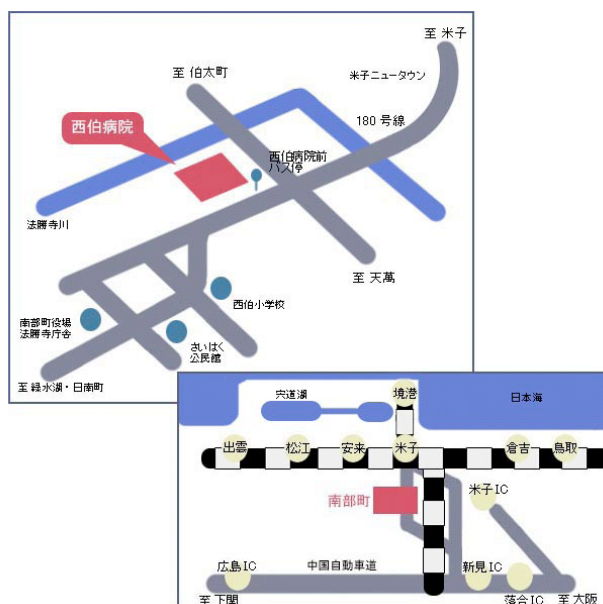 至 米子
至 伯太町
米子ニュータウン
西伯病院
180 号線
西伯病院前
バス停
法勝寺川
至 天萬
西伯小学校
南部町役場
法勝寺庁舎
さいはく
公民館
至 緑水湖・日南町
宍道湖
境港
日本海
出雲
松江
安来
米子
倉吉
鳥取
南部町
米子IC
広島IC
中国自動車道
新見IC
至 下関
落合IC
至 大阪